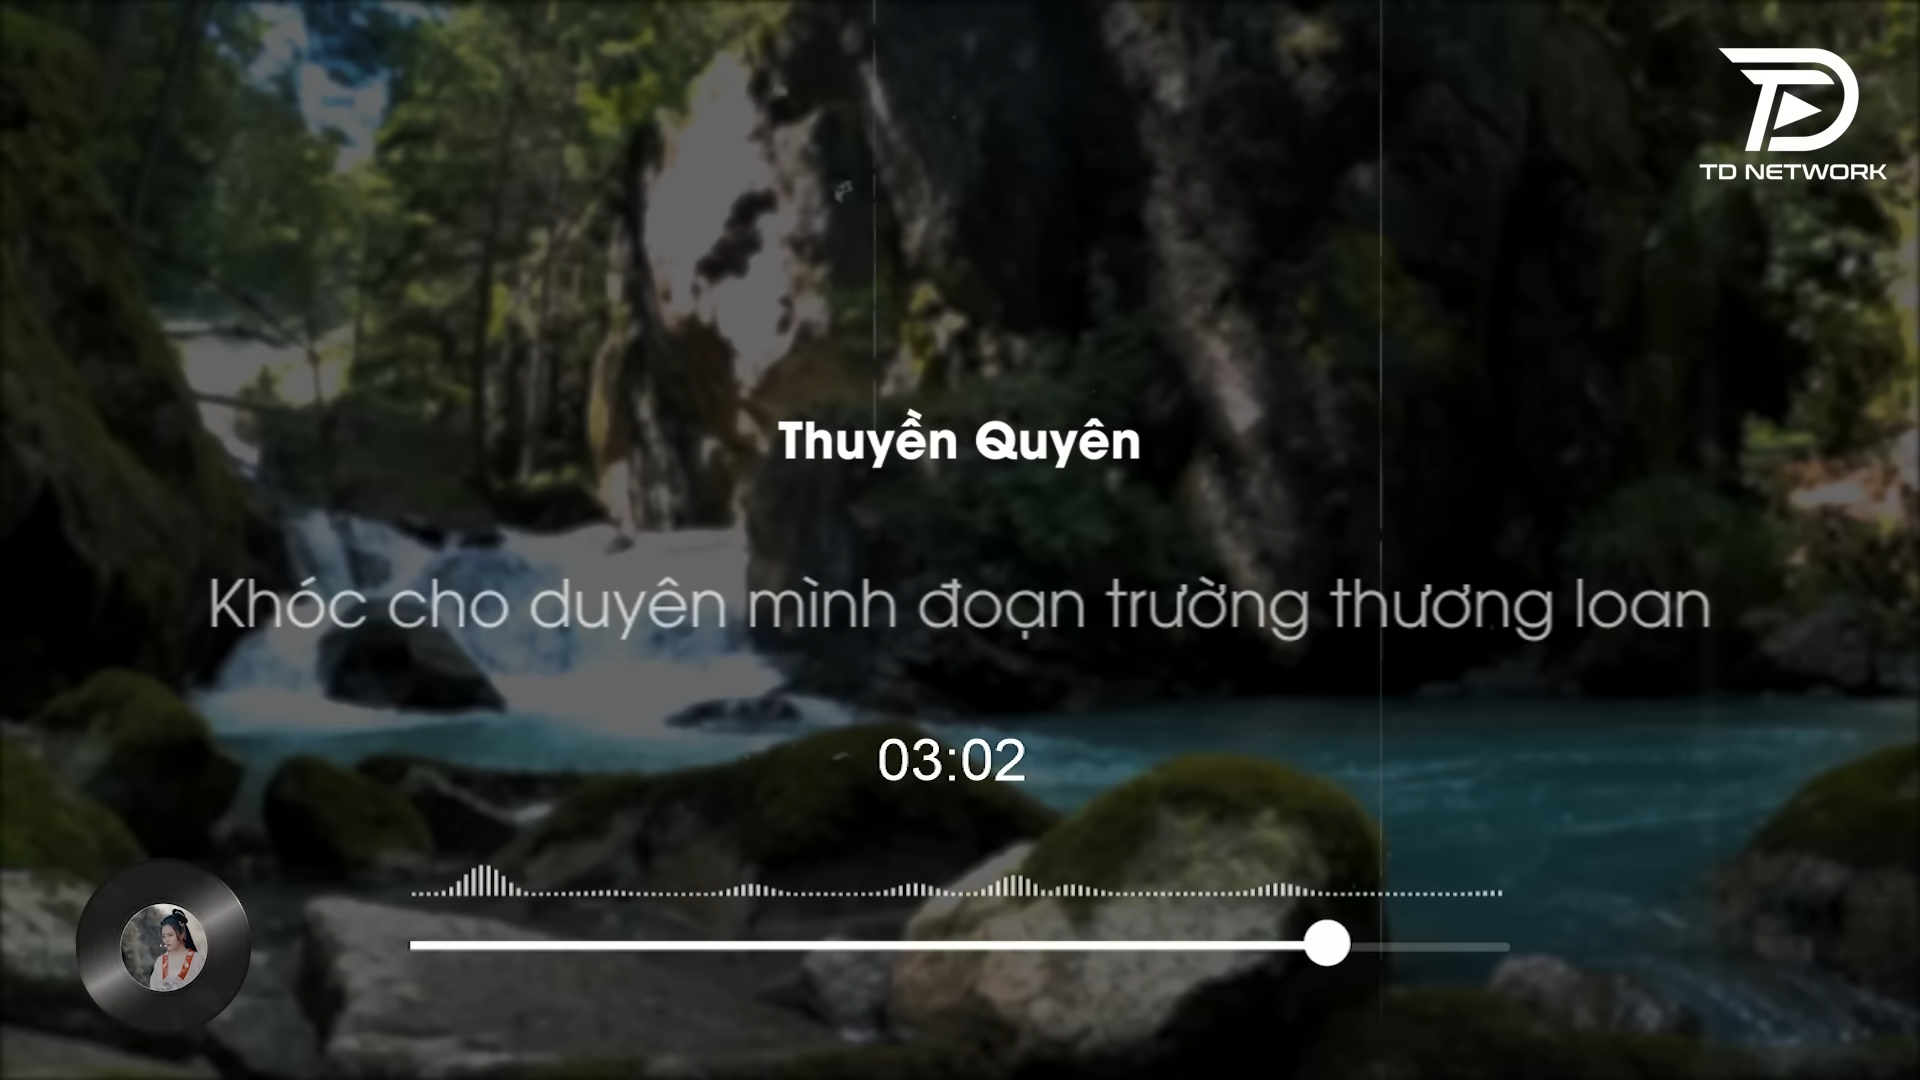 TD NETWORK
Thuyền Quyên
Khóc cho duyên mình đoạn trường thương loan
03:02